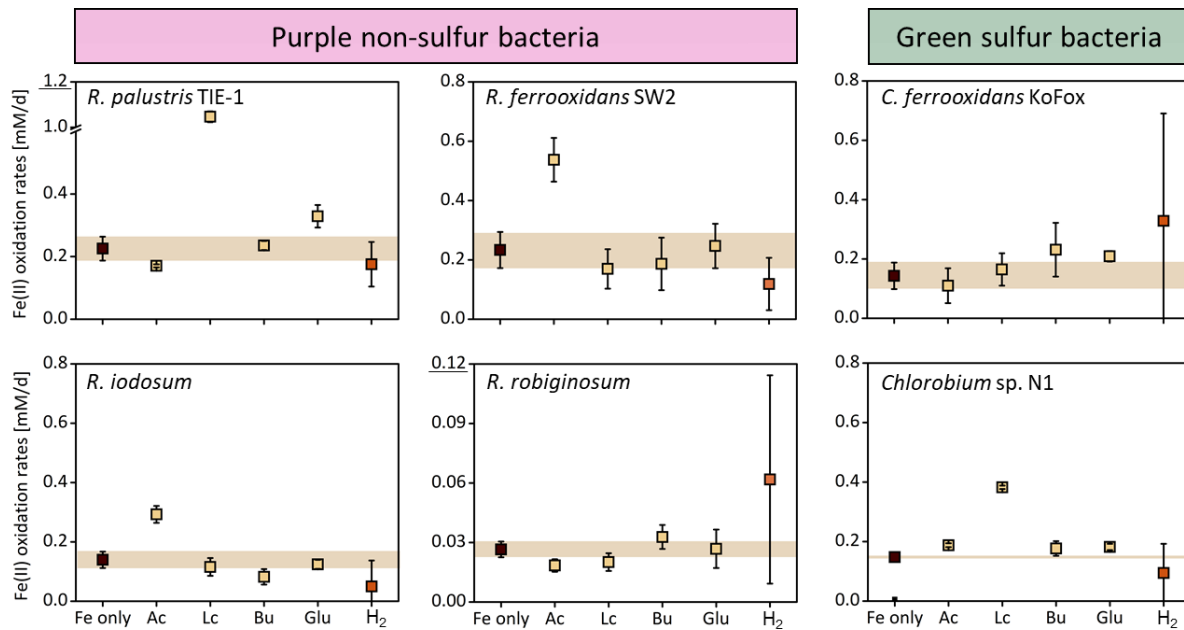 Purple non-sulfur bacteria
Green sulfur bacteria
Fe(II) oxidation rates [mM/d]
1.2
1.0
0.4
0.2
0.0
R. palustris TIE-1
0.8
0.6
0.4
0.2
0.0
R. ferrooxidans SW2
0.8
0.6
0.4
0.2
0.0
C. ferrooxidans KoFox
Fe(II) oxidation rates [mM/d]
0.8
0.6
0.4
0.2
0.0
R. iodosum
Fe only Ac Lc Bu Glu H₂
0.12
0.09
0.06
0.03
0.00
R. robiginosum
Fe only Ac Lc Bu Glu H₂
0.8
0.6
0.4
0.2
0.0
Chlorobium sp. N1
Fe only Ac Lc Bu Glu H₂